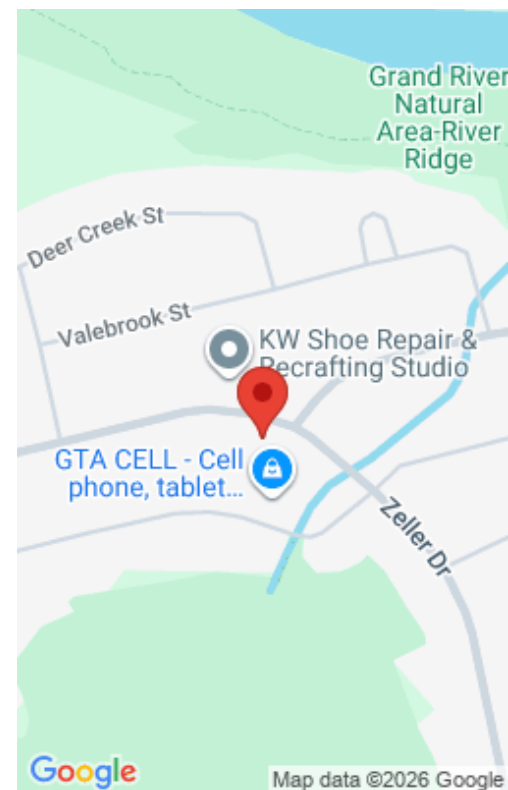 Grand River
Natural
Area-River
Ridge
Deer Creek St
Valebrook St
KW Shoe Repair &
Recrafting Studio
GTA CELL - Cell
phone, tablet...
Zeller Dr
Google
Map data ©2026 Google